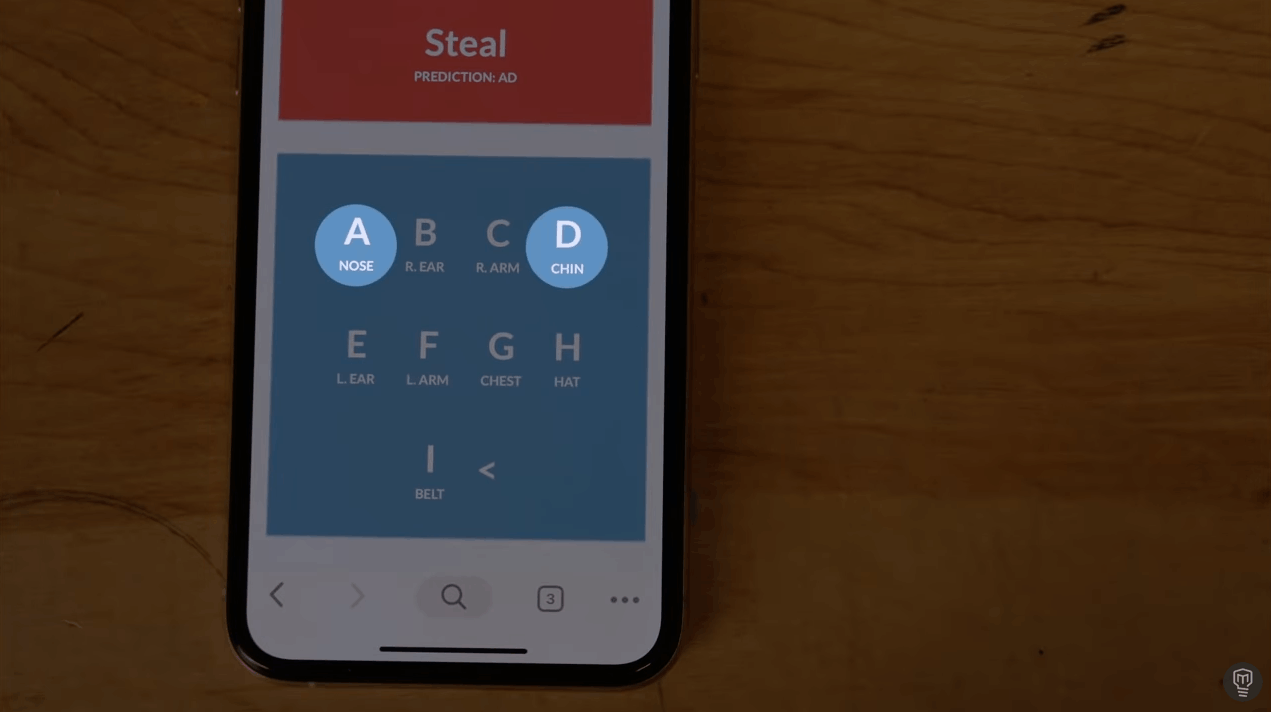 Steal
PREDICTION: AD
A B C D
NOSE R. EAR R. ARM CHIN
E F G H
L. EAR L. ARM CHEST HAT
I <
BELT
3
M